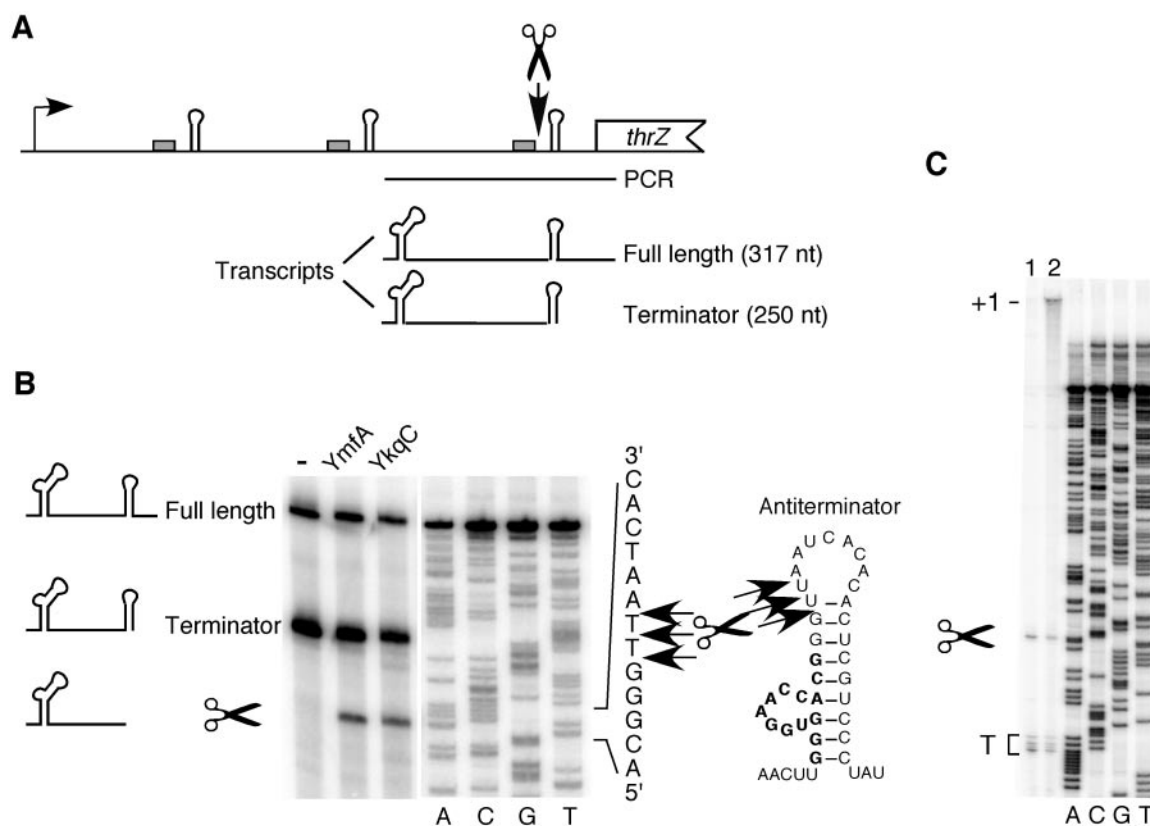 A
thrZ
PCR
Transcripts
Full length (317 nt)
Terminator (250 nt)
B
- YmfA YkqC
Full length
Terminator
A C G T
3'
C
A
C
T
A
A
T
T
G
G
G
C
A
5'
Antiterminator
A A U C A C A C
U
U – A
G – C
G U
G – C
C – G
A A C C A – U
G G U G – C
G – C
G – C
AACUU UAU
C
1 2
+1 –
T
A C G T